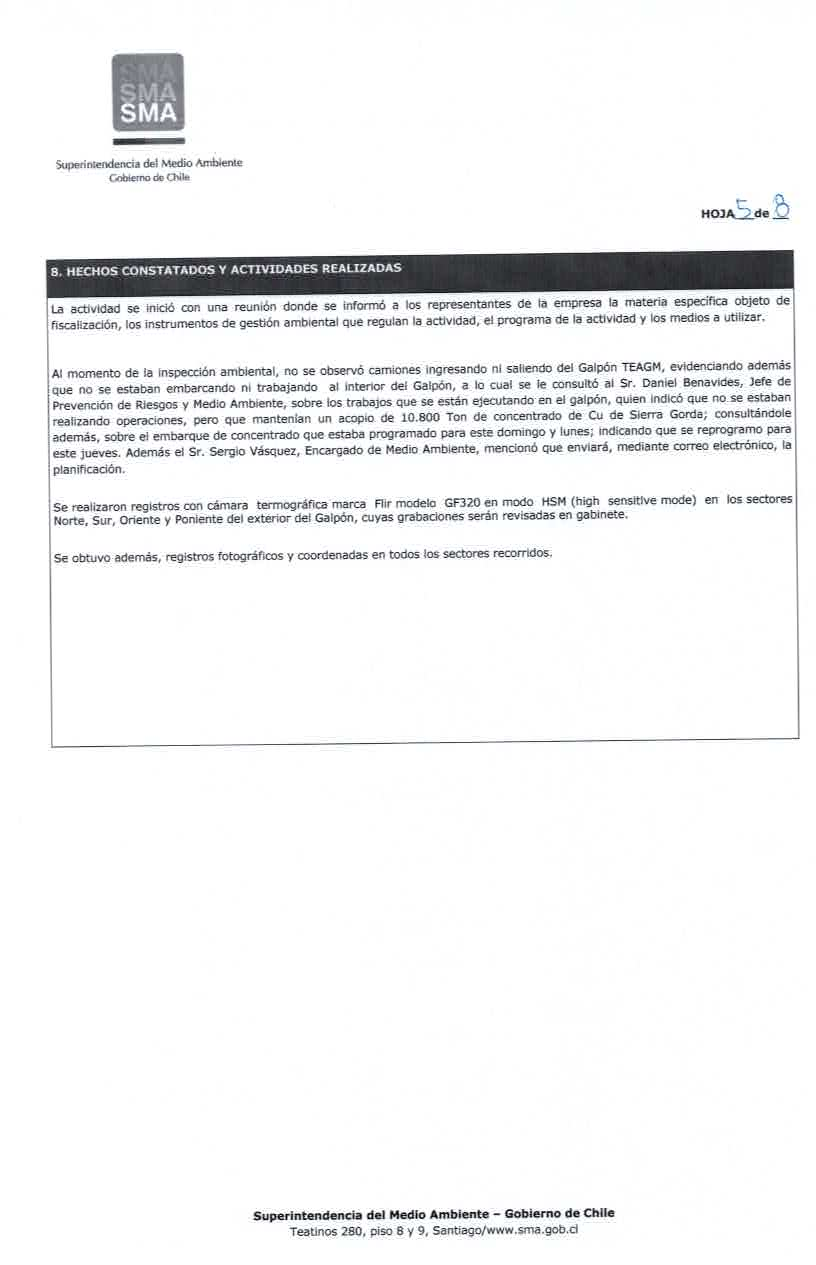 SMA
SMA
SMA
Superintendencia del Medio Ambiente
Gobierno de Chile
HOJA 5 de 8
8. HECHOS CONSTATADOS Y ACTIVIDADES REALIZADAS
La actividad se inició con una reunión donde se informó a los representantes de la empresa la materia específica objeto de
fiscalización, los instrumentos de gestión ambiental que regulan la actividad, el programa de la actividad y los medios a utilizar.
Al momento de la inspección ambiental, no se observó camiones ingresando ni saliendo del Galpón TEAGM, evidenciando además
que no se estaban embarcando ni trabajando al interior del Galpón, a lo cual se le consultó al Sr. Daniel Benavides, Jefe de
Prevención de Riesgos y Medio Ambiente, sobre los trabajos que se están ejecutando en el galpón, quien indicó que no se estaban
realizando operaciones, pero que mantenían un acopio de 10.800 Ton de concentrado de Cu de Sierra Gorda; consultándole
además, sobre el embarque de concentrado que estaba programado para este domingo y lunes; indicando que se reprogramo para
este jueves. Además el Sr. Sergio Vásquez, Encargado de Medio Ambiente, mencionó que enviará, mediante correo electrónico, la
planificación.
Se realizaron registros con cámara termográfica marca Flir modelo GF320 en modo HSM (high sensitive mode) en los sectores
Norte, Sur, Oriente y Poniente del exterior del Galpón, cuyas grabaciones serán revisadas en gabinete.
Se obtuvo además, registros fotográficos y coordenadas en todos los sectores recorridos.
Superintendencia del Medio Ambiente – Gobierno de Chile
Teatinos 280, piso 8 y 9, Santiago/www.sma.gob.cl